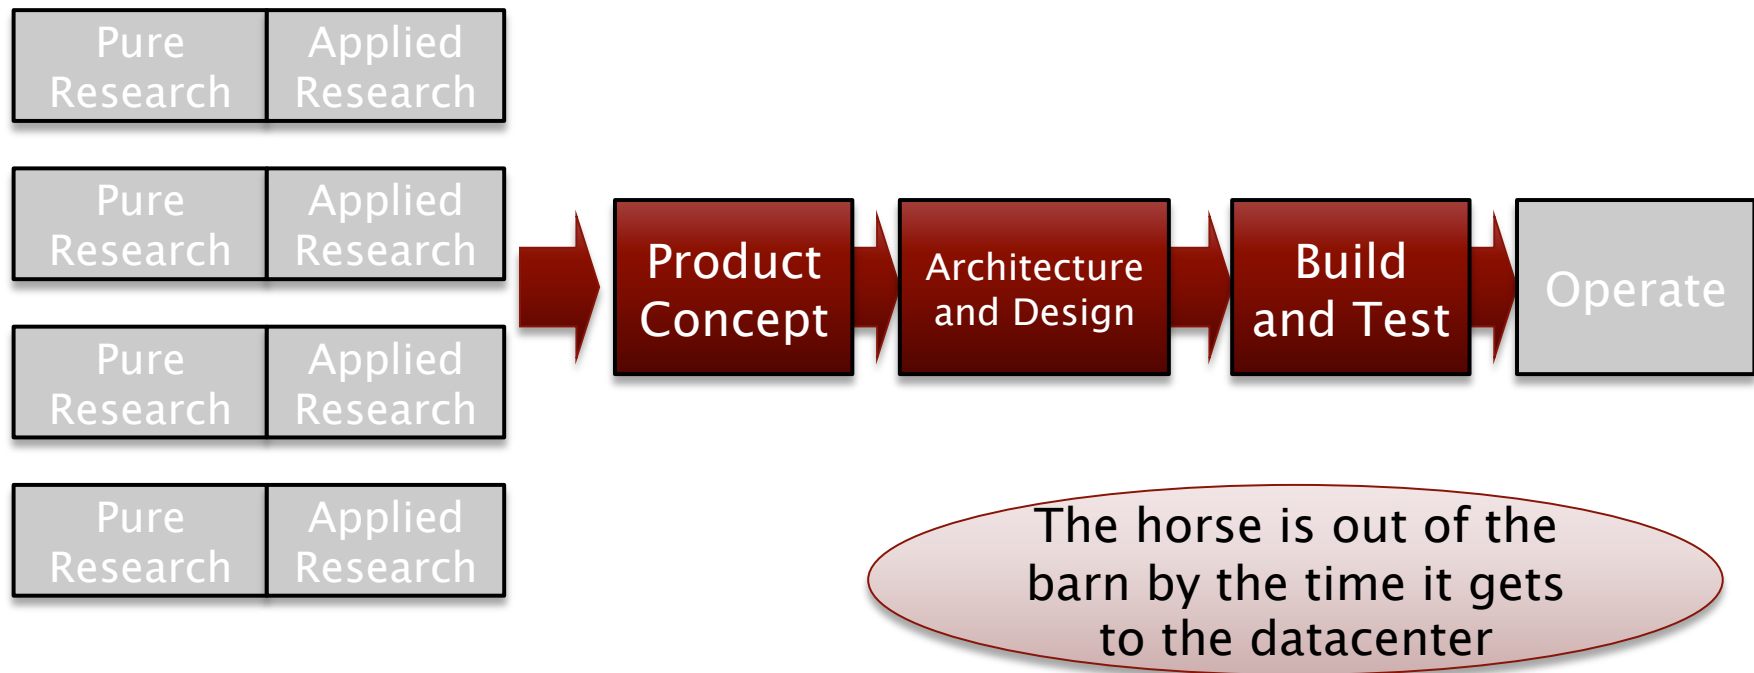 Pure
Research
Applied
Research
Pure
Research
Applied
Research
Pure
Research
Applied
Research
Pure
Research
Applied
Research
Product
Concept
Architecture
and Design
Build
and Test
Operate
The horse is out of the
barn by the time it gets
to the datacenter